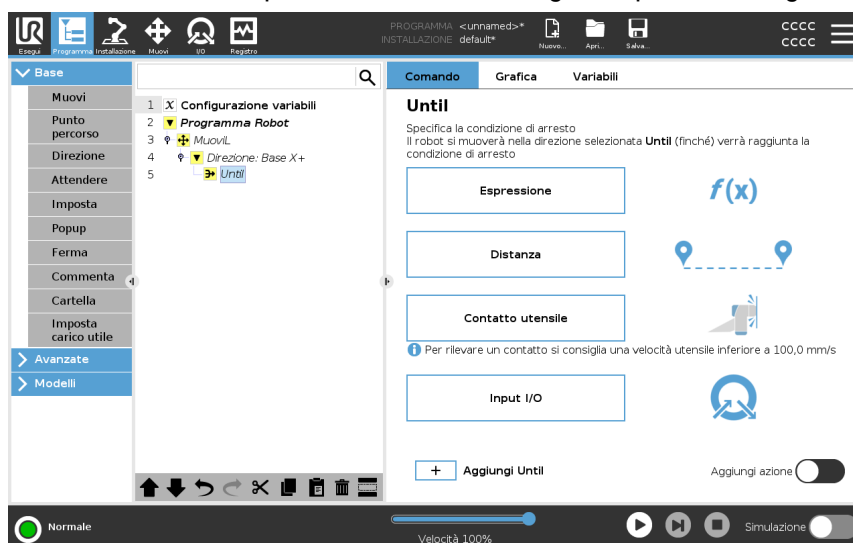 PROGRAMMA <unnamed>*
INSTALLAZIONE default*
UR
Esegui
Programma
Installazione
Muovi
I/O
Registro
Nuovo...
Apri...
Salva...
cccc
cccc
Base
Muovi
Punto
percorso
Direzione
Attendere
Imposta
Popup
Ferma
Commenta
Cartella
Imposta
carico utile
Avanzate
Modelli
1 X Configurazione variabili
2 Programma Robot
3 MuoviL
4 Direzione: Base X+
5 Until
Comando
Grafica
Variabili
Until
Specifica la condizione di arresto
Il robot si muoverà nella direzione selezionata Until (finché) verrà raggiunta la
condizione di arresto
Espressione
f(x)
Distanza
Contatto utensile
Per rilevare un contatto si consiglia una velocità utensile inferiore a 100,0 mm/s
Input I/O
+ Aggiungi Until
Aggiungi azione
Normale
Velocità 100%
Simulazione